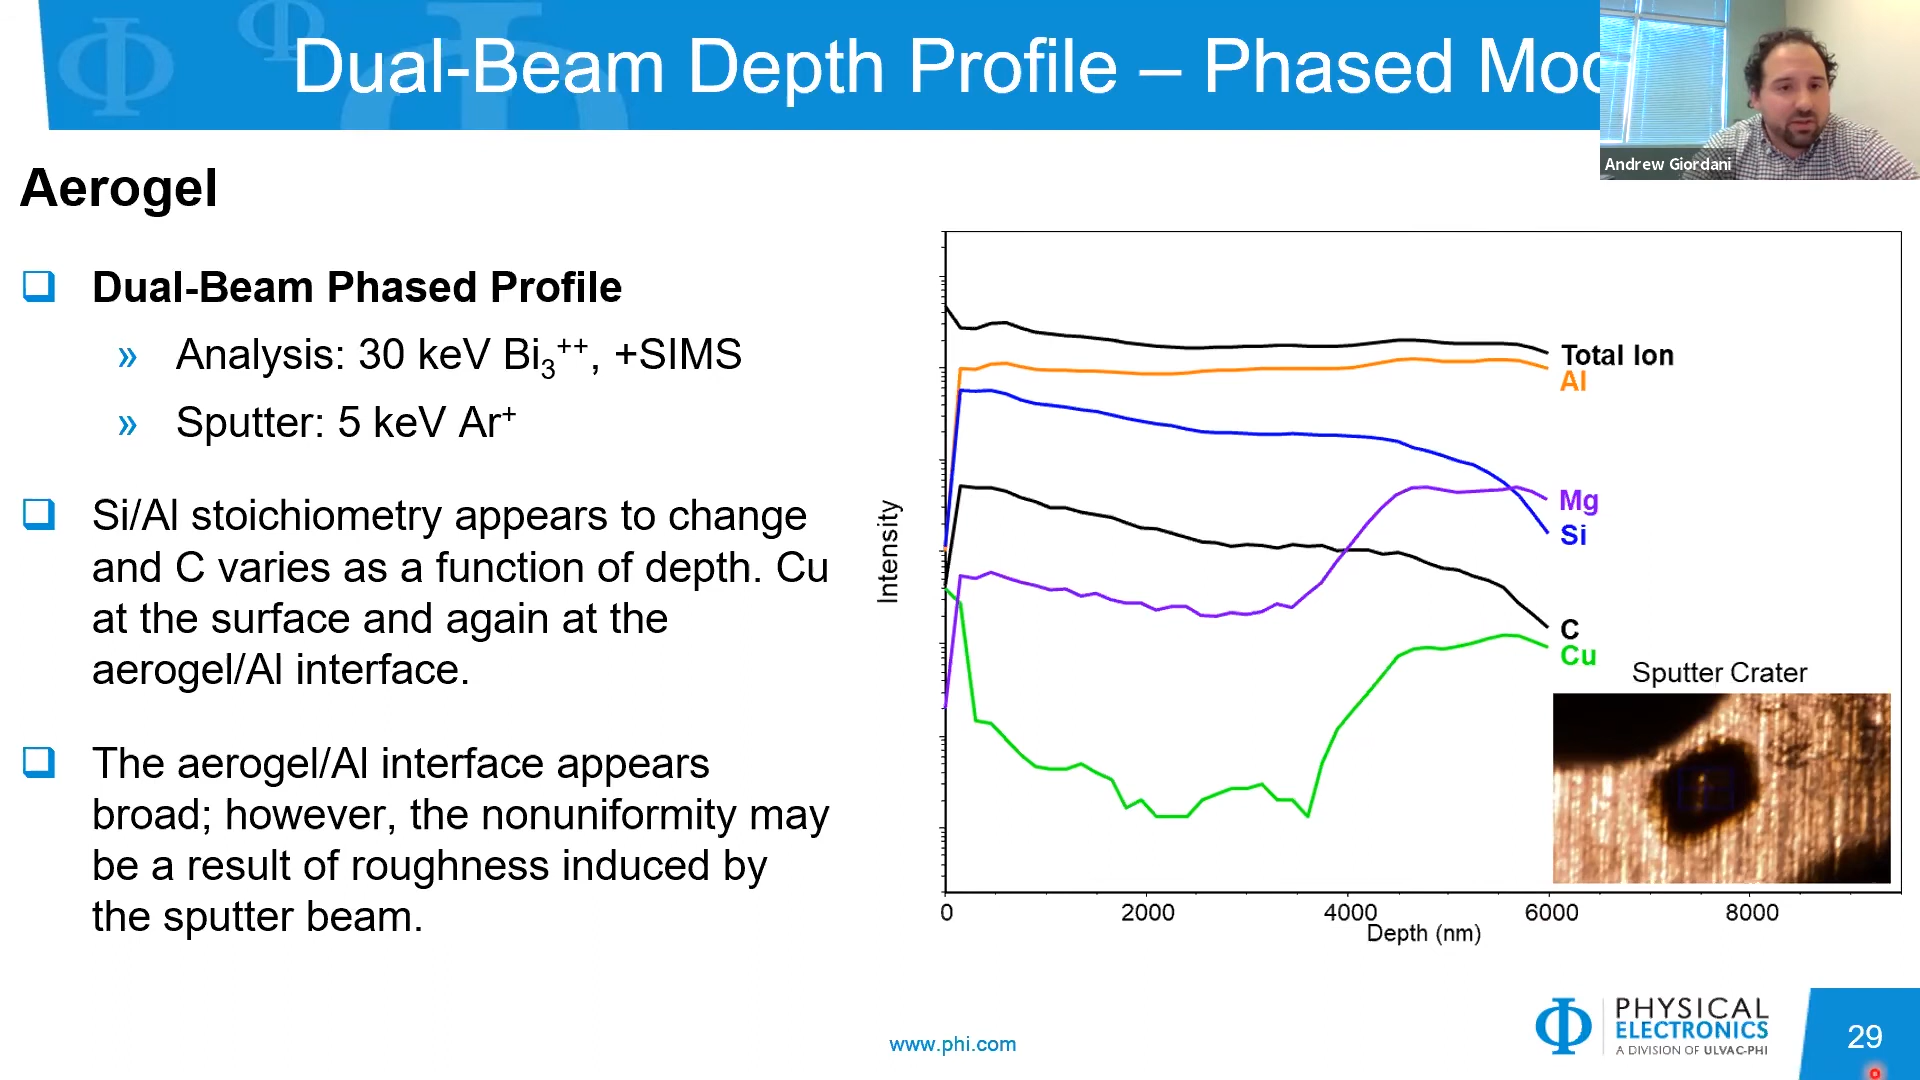 Dual-Beam Depth Profile – Phased Mod
Andrew Giordani
Aerogel
Dual-Beam Phased Profile
» Analysis: 30 keV Bi₃⁺⁺, +SIMS
» Sputter: 5 keV Ar⁺
Si/Al stoichiometry appears to change
and C varies as a function of depth. Cu
at the surface and again at the
aerogel/Al interface.
The aerogel/Al interface appears
broad; however, the nonuniformity may
be a result of roughness induced by
the sputter beam.
Intensity
Total Ion
Al
Mg
Si
C
Cu
Sputter Crater
0 2000 4000 6000 8000
Depth (nm)
www.phi.com
PHYSICAL
ELECTRONICS
A DIVISION OF ULVAC-PHI
29